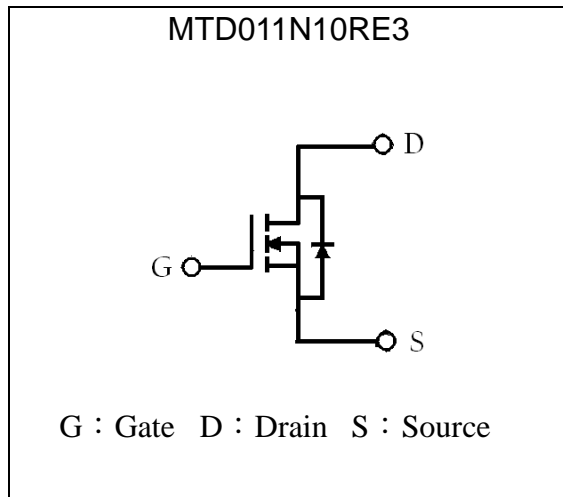 MTD011N10RE3
D
G
S
G：Gate D：Drain S：Source